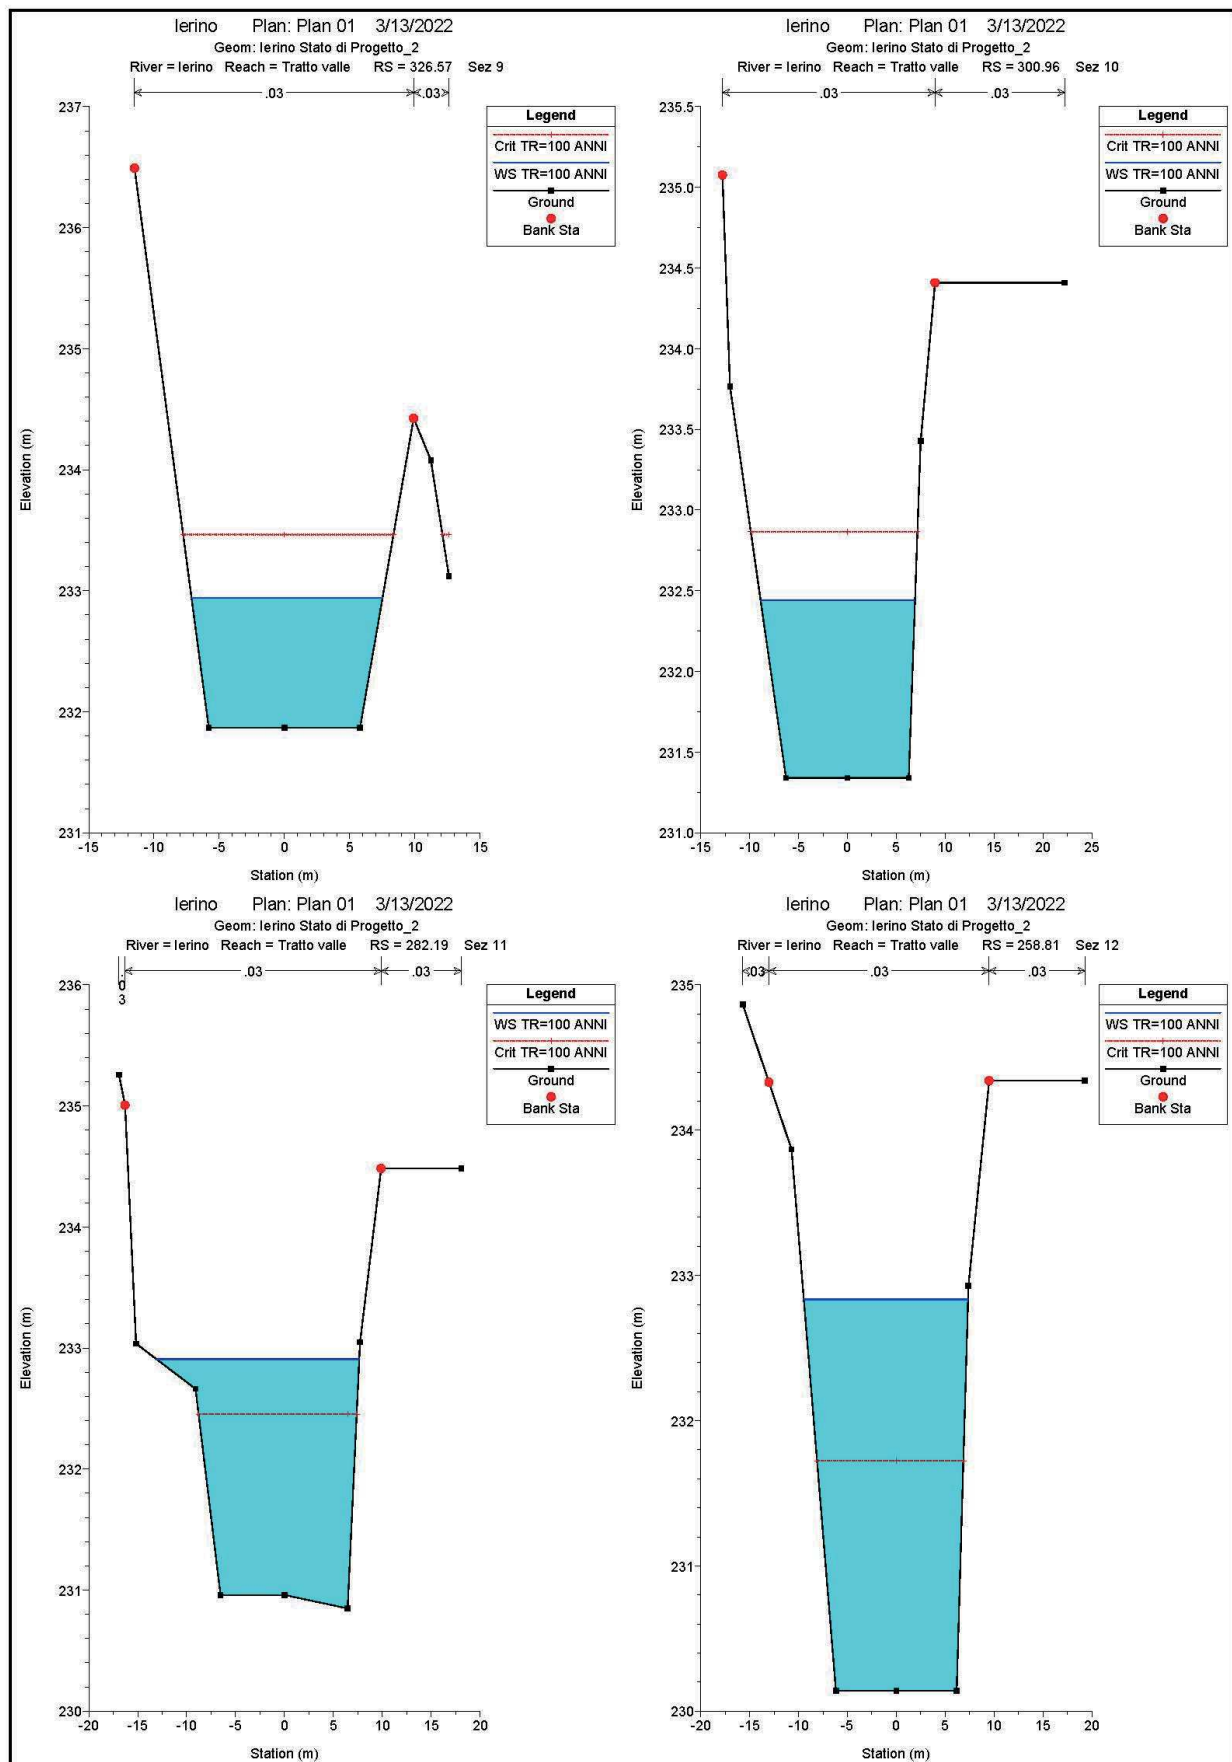 Ierino Plan: Plan 01 3/13/2022
Geom: Ierino Stato di Progetto_2
River = Ierino Reach = Tratto valle RS = 326.57 Sez 9
.03 .03
237
236
235
234
233
232
231
Elevation (m)
-15 -10 -5 0 5 10 15
Station (m)
Legend
Crit TR=100 ANNI
WS TR=100 ANNI
Ground
Bank Sta
Ierino Plan: Plan 01 3/13/2022
Geom: Ierino Stato di Progetto_2
River = Ierino Reach = Tratto valle RS = 300.96 Sez 10
.03 .03
235.5
235.0
234.5
234.0
233.5
233.0
232.5
232.0
231.5
231.0
Elevation (m)
-15 -10 -5 0 5 10 15 20 25
Station (m)
Legend
Crit TR=100 ANNI
WS TR=100 ANNI
Ground
Bank Sta
Ierino Plan: Plan 01 3/13/2022
Geom: Ierino Stato di Progetto_2
River = Ierino Reach = Tratto valle RS = 282.19 Sez 11
.03 .03 .03
236
235
234
233
232
231
230
Elevation (m)
-20 -15 -10 -5 0 5 10 15 20
Station (m)
Legend
WS TR=100 ANNI
Crit TR=100 ANNI
Ground
Bank Sta
Ierino Plan: Plan 01 3/13/2022
Geom: Ierino Stato di Progetto_2
River = Ierino Reach = Tratto valle RS = 258.81 Sez 12
.03 .03 .03
235
234
233
232
231
230
Elevation (m)
-20 -15 -10 -5 0 5 10 15 20
Station (m)
Legend
WS TR=100 ANNI
Crit TR=100 ANNI
Ground
Bank Sta